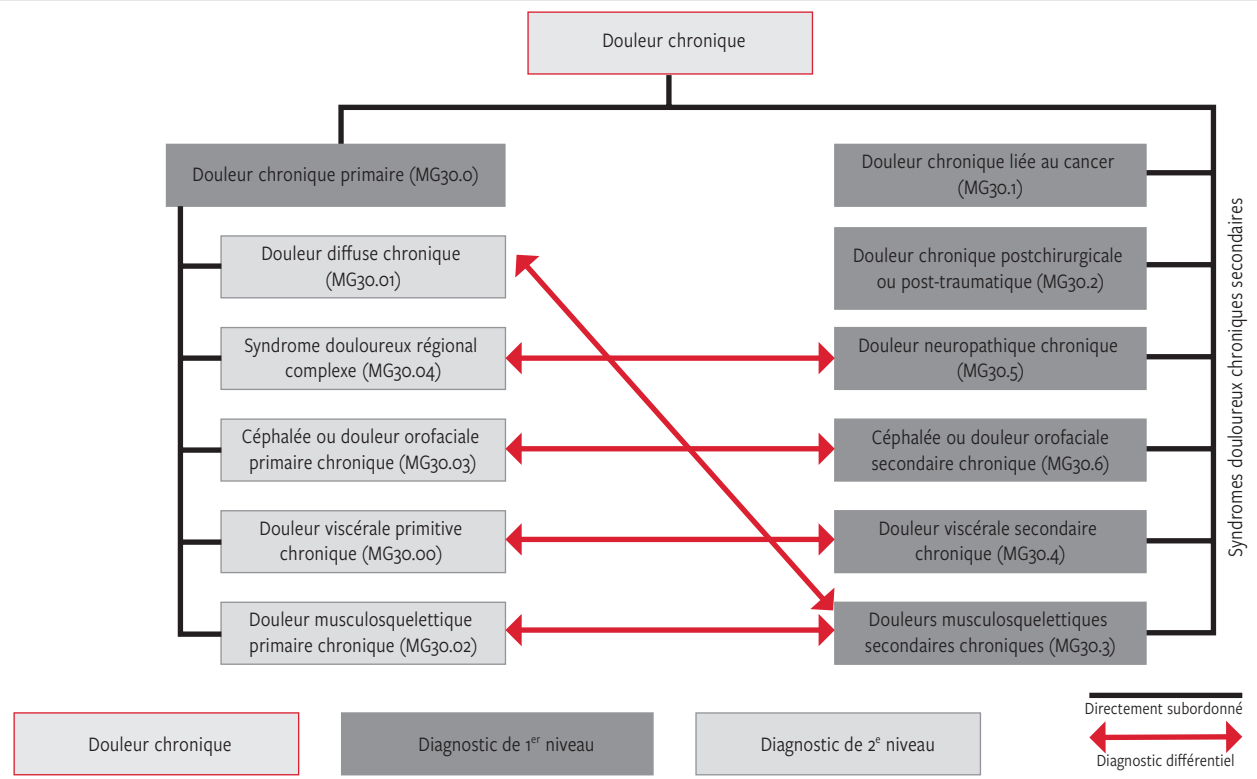 Douleur chronique
Douleur chronique primaire (MG30.0)
Douleur diffuse chronique
(MG30.01)
Syndrome douloureux régional
complexe (MG30.04)
Céphalée ou douleur orofaciale
primaire chronique (MG30.03)
Douleur viscérale primitive
chronique (MG30.00)
Douleur musculosquelettique
primaire chronique (MG30.02)
Douleur chronique liée au cancer
(MG30.1)
Douleur chronique postchirurgicale
ou post-traumatique (MG30.2)
Douleur neuropathique chronique
(MG30.5)
Céphalée ou douleur orofaciale
secondaire chronique (MG30.6)
Douleur viscérale secondaire
chronique (MG30.4)
Douleurs musculosquelettiques
secondaires chroniques (MG30.3)
Syndromes douloureux chroniques secondaires
Douleur chronique
Diagnostic de 1er niveau
Diagnostic de 2e niveau
Directement subordonné
Diagnostic différentiel